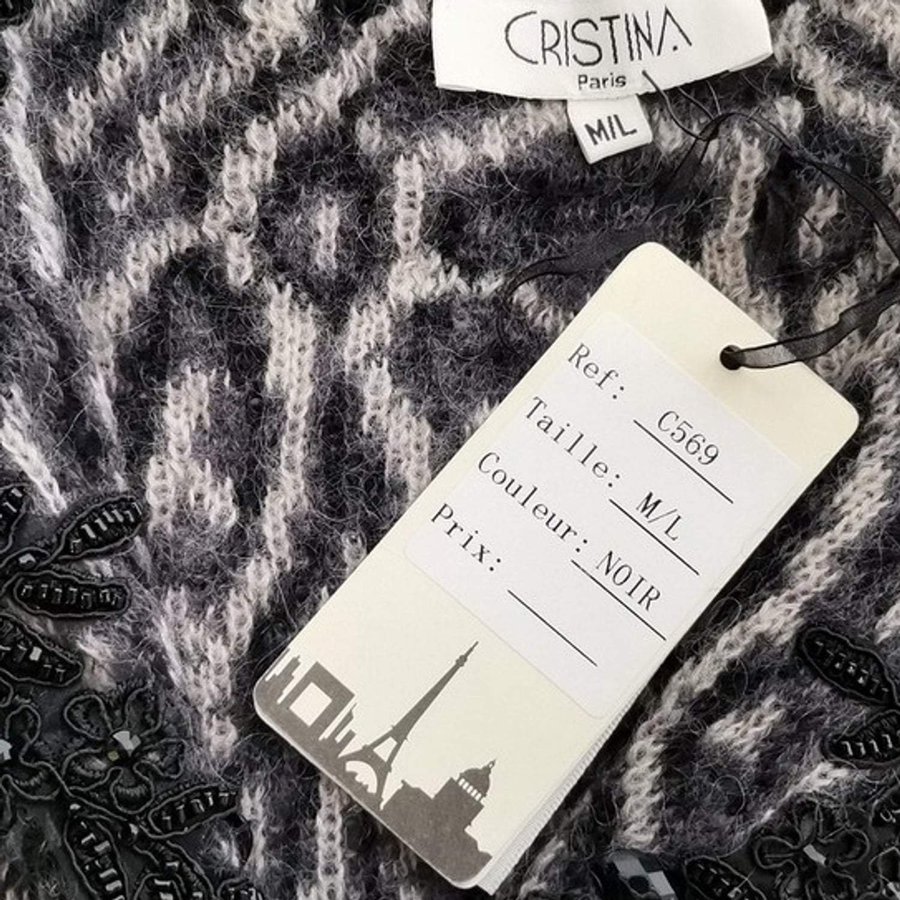 CRISTINA
Paris
M/L
Ref: C569
Taille: M/L
Couleur: NOIR
Prix: